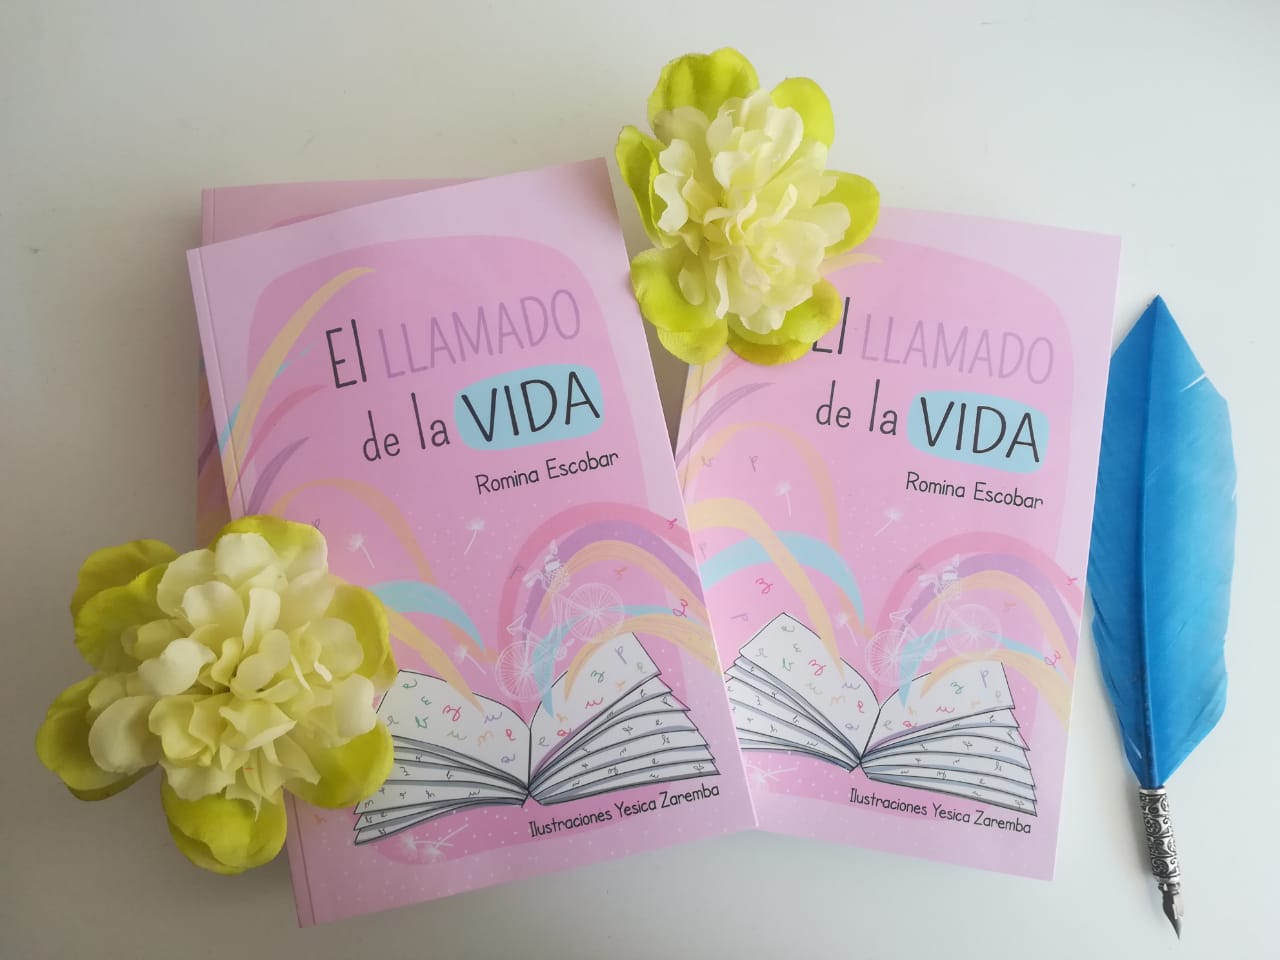 El LLAMADO
de la VIDA
Romina Escobar
Ilustraciones Yesica Zaremba
El LLAMADO
de la VIDA
Romina Escobar
Ilustraciones Yesica Zaremba